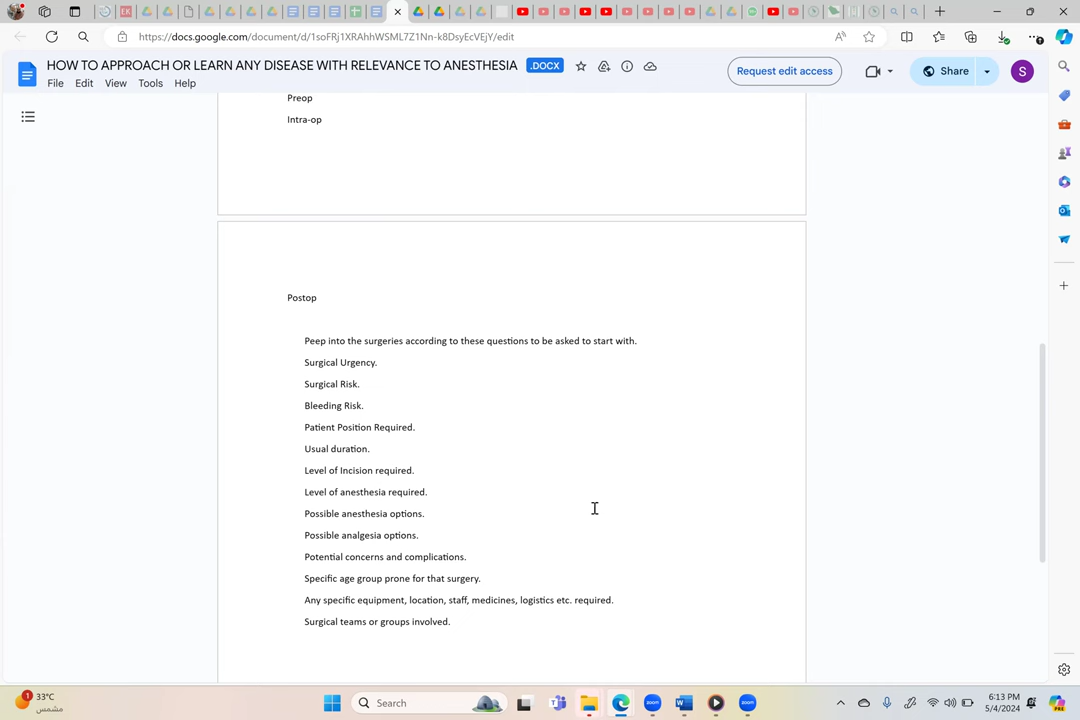 https://docs.google.com/document/d/1soFRj1XRAhhWSML7Z1Nn-k8DsyEcVEjY/edit
HOW TO APPROACH OR LEARN ANY DISEASE WITH RELEVANCE TO ANESTHESIA .DOCX
File Edit View Tools Help
Request edit access
Share
S
Preop
Intra-op
Postop
Peep into the surgeries according to these questions to be asked to start with.
Surgical Urgency.
Surgical Risk.
Bleeding Risk.
Patient Position Required.
Usual duration.
Level of Incision required.
Level of anesthesia required.
Possible anesthesia options.
Possible analgesia options.
Potential concerns and complications.
Specific age group prone for that surgery.
Any specific equipment, location, staff, medicines, logistics etc. required.
Surgical teams or groups involved.
1
33°C
مشمس
Search
6:13 PM
5/4/2024